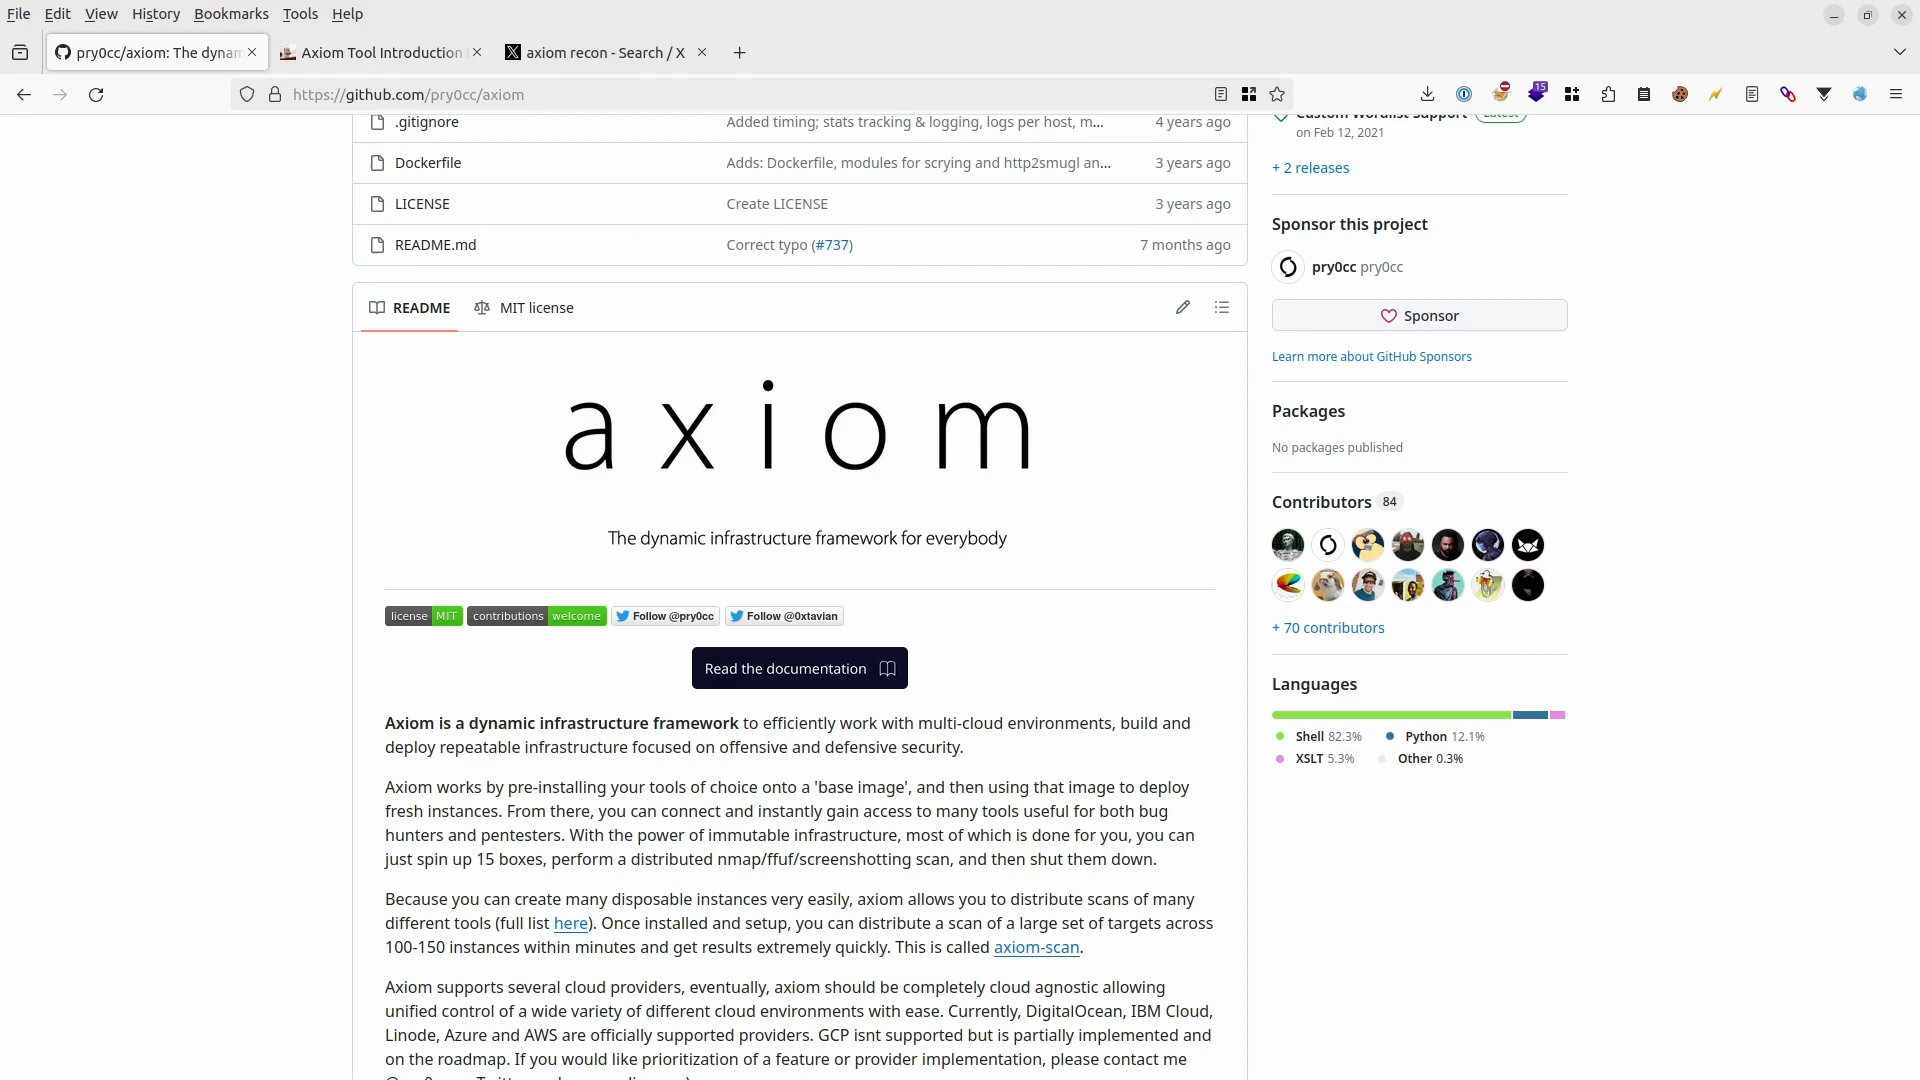 File Edit View History Bookmarks Tools Help
pry0cc/axiom: The dynam
Axiom Tool Introduction
axiom recon - Search / X
https://github.com/pry0cc/axiom
15
.gitignore Added timing; stats tracking & logging, logs per host, m... 4 years ago
Dockerfile Adds: Dockerfile, modules for scrying and http2smugl an... 3 years ago
LICENSE Create LICENSE 3 years ago
README.md Correct typo (#737) 7 months ago
README MIT license
axiom
The dynamic infrastructure framework for everybody
license MIT contributions welcome Follow @pry0cc Follow @0xtavian
Read the documentation
Axiom is a dynamic infrastructure framework to efficiently work with multi-cloud environments, build and
deploy repeatable infrastructure focused on offensive and defensive security.
Axiom works by pre-installing your tools of choice onto a 'base image', and then using that image to deploy
fresh instances. From there, you can connect and instantly gain access to many tools useful for both bug
hunters and pentesters. With the power of immutable infrastructure, most of which is done for you, you can
just spin up 15 boxes, perform a distributed nmap/ffuf/screenshotting scan, and then shut them down.
Because you can create many disposable instances very easily, axiom allows you to distribute scans of many
different tools (full list here). Once installed and setup, you can distribute a scan of a large set of targets across
100-150 instances within minutes and get results extremely quickly. This is called axiom-scan.
Axiom supports several cloud providers, eventually, axiom should be completely cloud agnostic allowing
unified control of a wide variety of different cloud environments with ease. Currently, DigitalOcean, IBM Cloud,
Linode, Azure and AWS are officially supported providers. GCP isnt supported but is partially implemented and
on the roadmap. If you would like prioritization of a feature or provider implementation, please contact me
Custom Wordlist Support Latest
on Feb 12, 2021
+ 2 releases
Sponsor this project
pry0cc pry0cc
Sponsor
Learn more about GitHub Sponsors
Packages
No packages published
Contributors 84
+ 70 contributors
Languages
Shell 82.3% Python 12.1%
XSLT 5.3% Other 0.3%